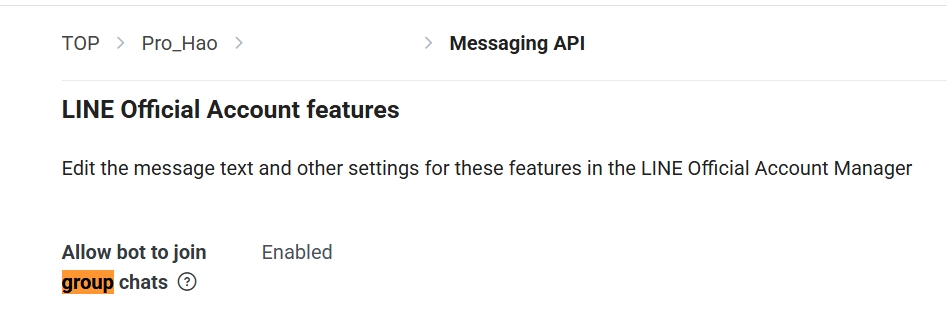 TOP > Pro_Hao > > Messaging API
LINE Official Account features
Edit the message text and other settings for these features in the LINE Official Account Manager
Allow bot to join Enabled
group chats ?